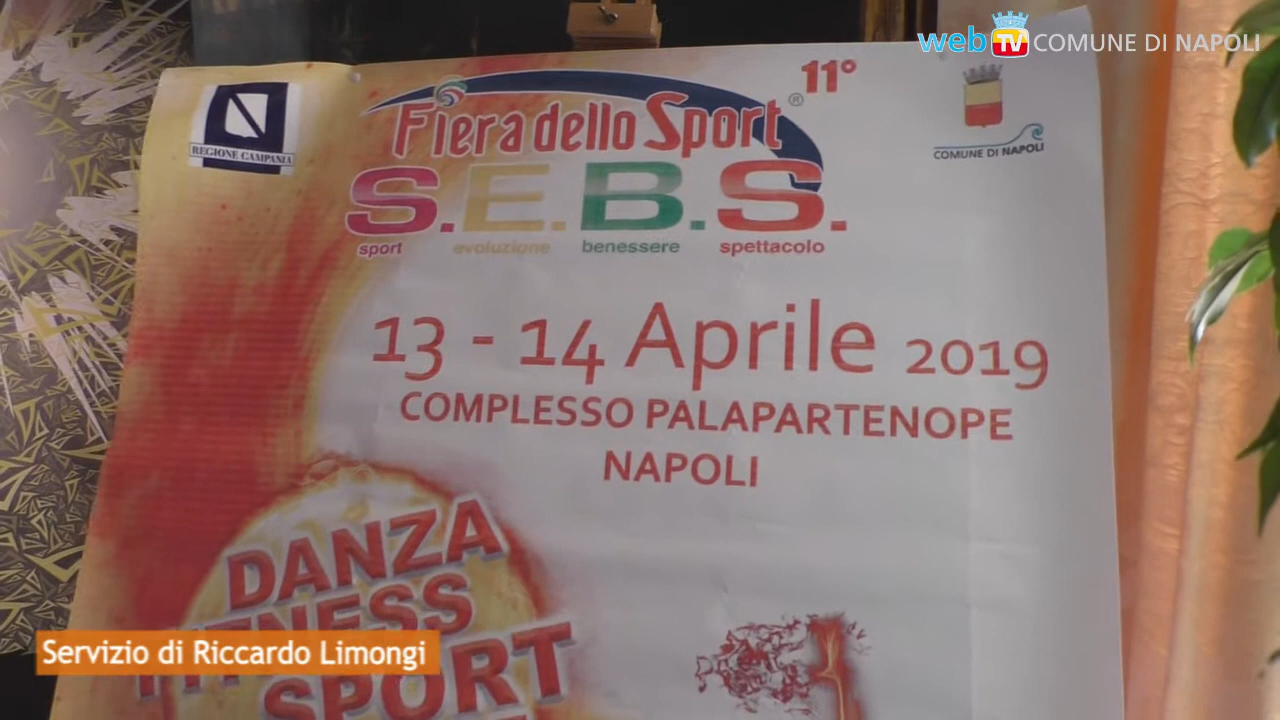 web TV COMUNE DI NAPOLI
REGIONE CAMPANIA
11°
Fiera dello Sport ®
COMUNE DI NAPOLI
S.E.B.S.
sport evoluzione benessere spettacolo
13 - 14 Aprile 2019
COMPLESSO PALAPARTENOPE
NAPOLI
DANZA
FITNESS
SPORT
Servizio di Riccardo Limongi